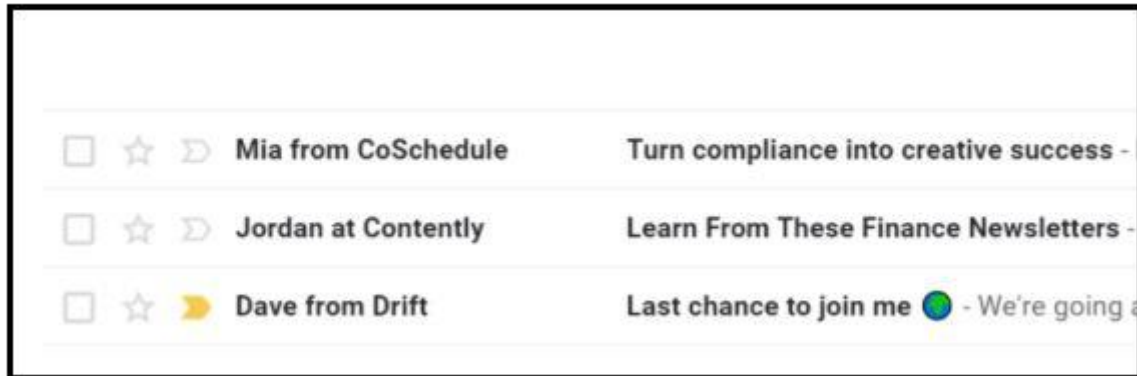 Mia from CoSchedule Turn compliance into creative success -
Jordan at Contently Learn From These Finance Newsletters -
Dave from Drift Last chance to join me 🌍 - We're going a